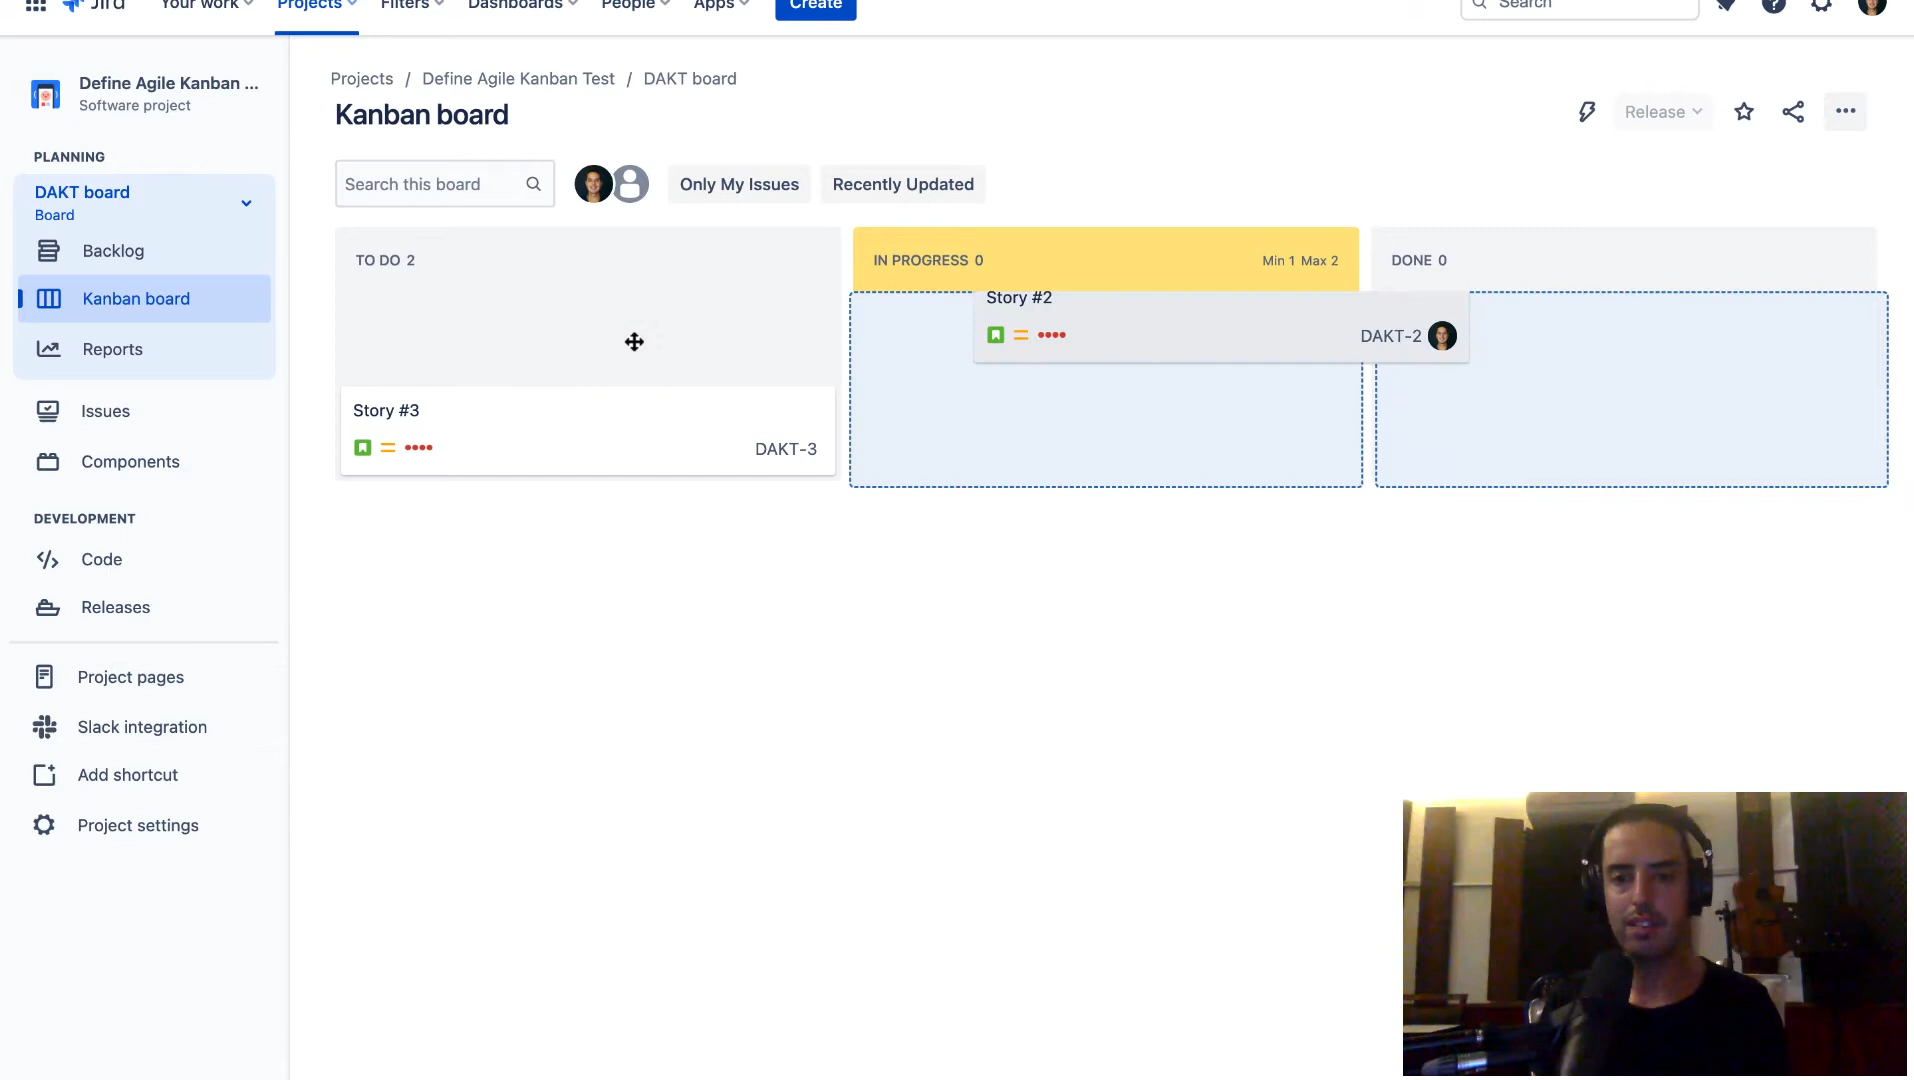 Jira
Your work
Projects
Filters
Dashboards
People
Apps
Create
Search
Define Agile Kanban ...
Software project
PLANNING
DAKT board
Board
Backlog
Kanban board
Reports
Issues
Components
DEVELOPMENT
Code
Releases
Project pages
Slack integration
Add shortcut
Project settings
Projects / Define Agile Kanban Test / DAKT board
Kanban board
Release
Search this board
Only My Issues
Recently Updated
TO DO 2
IN PROGRESS 0
Min 1 Max 2
DONE 0
Story #2
DAKT-2
Story #3
DAKT-3